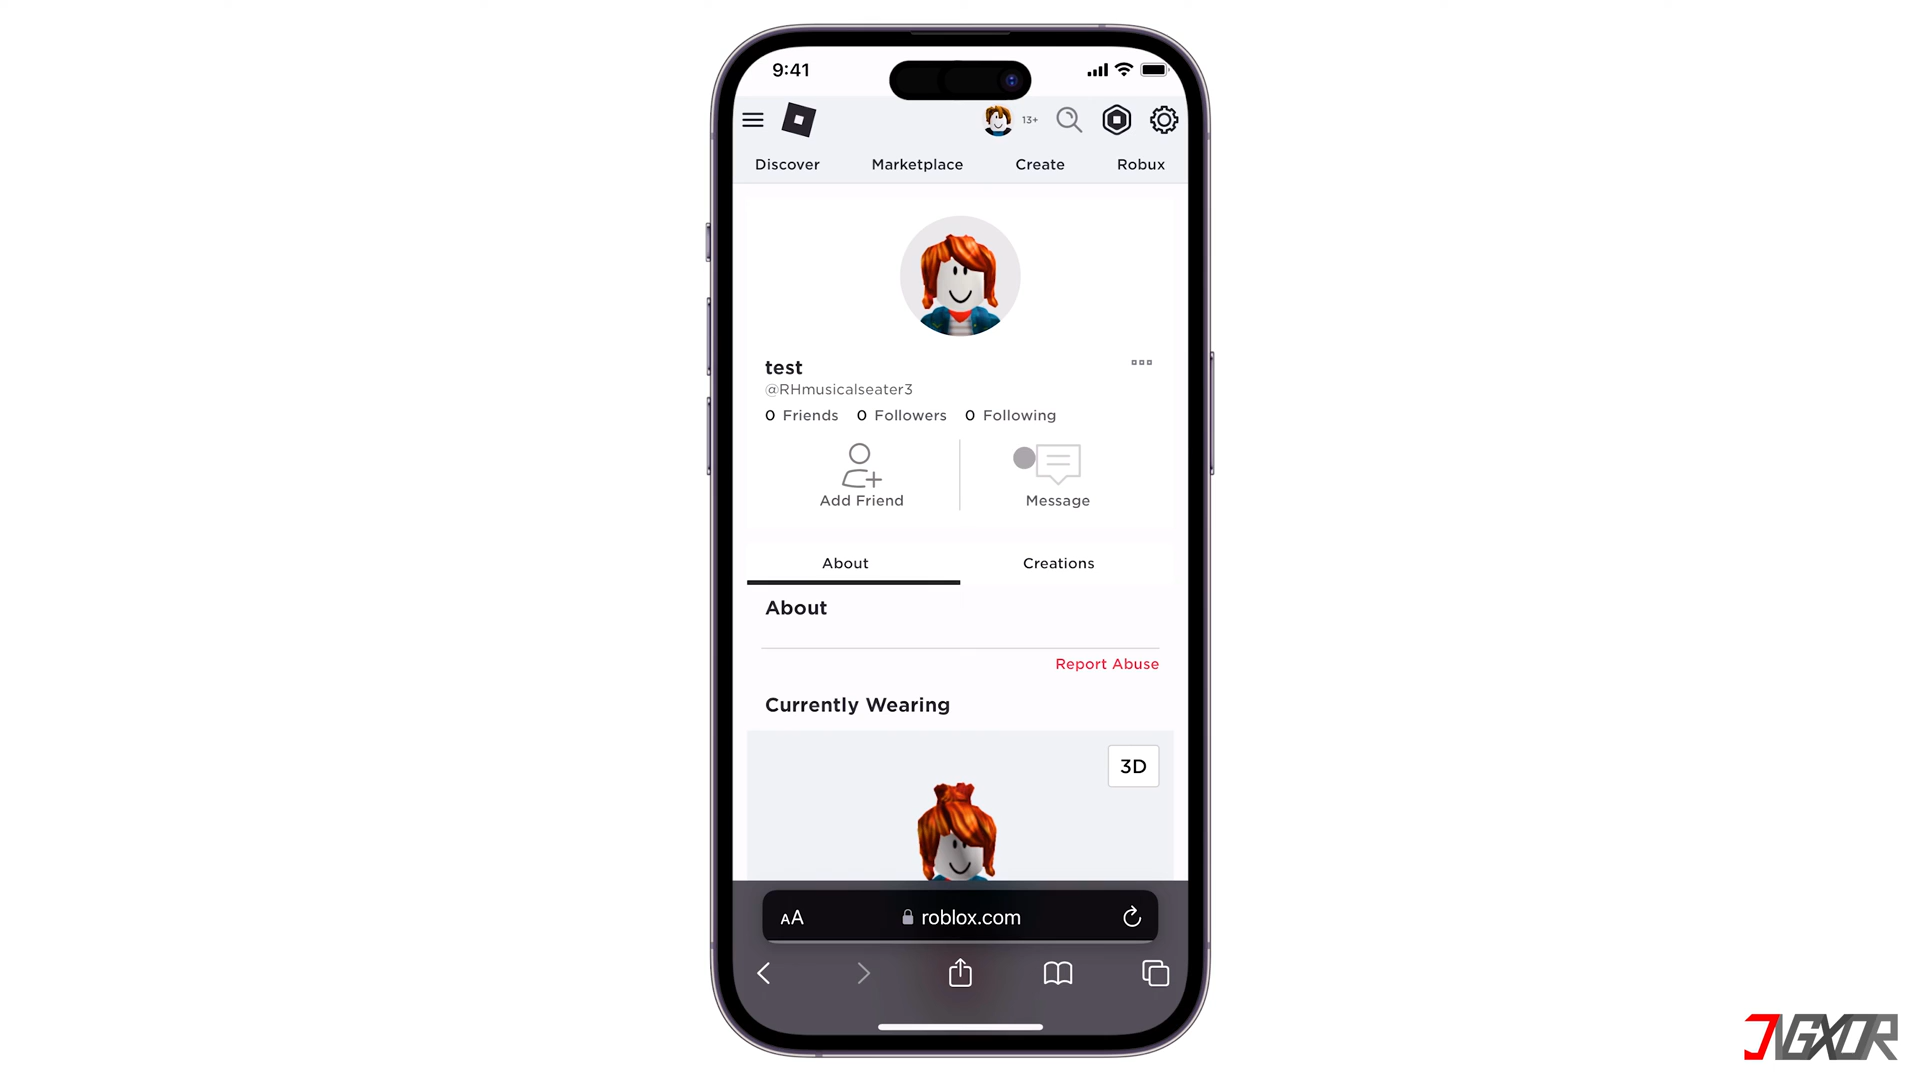 9:41
13+
Discover Marketplace Create Robux
test
@RHmusicalseater3
0 Friends 0 Followers 0 Following
Add Friend Message
About Creations
About
Report Abuse
Currently Wearing
3D
AA roblox.com
JVGXOR